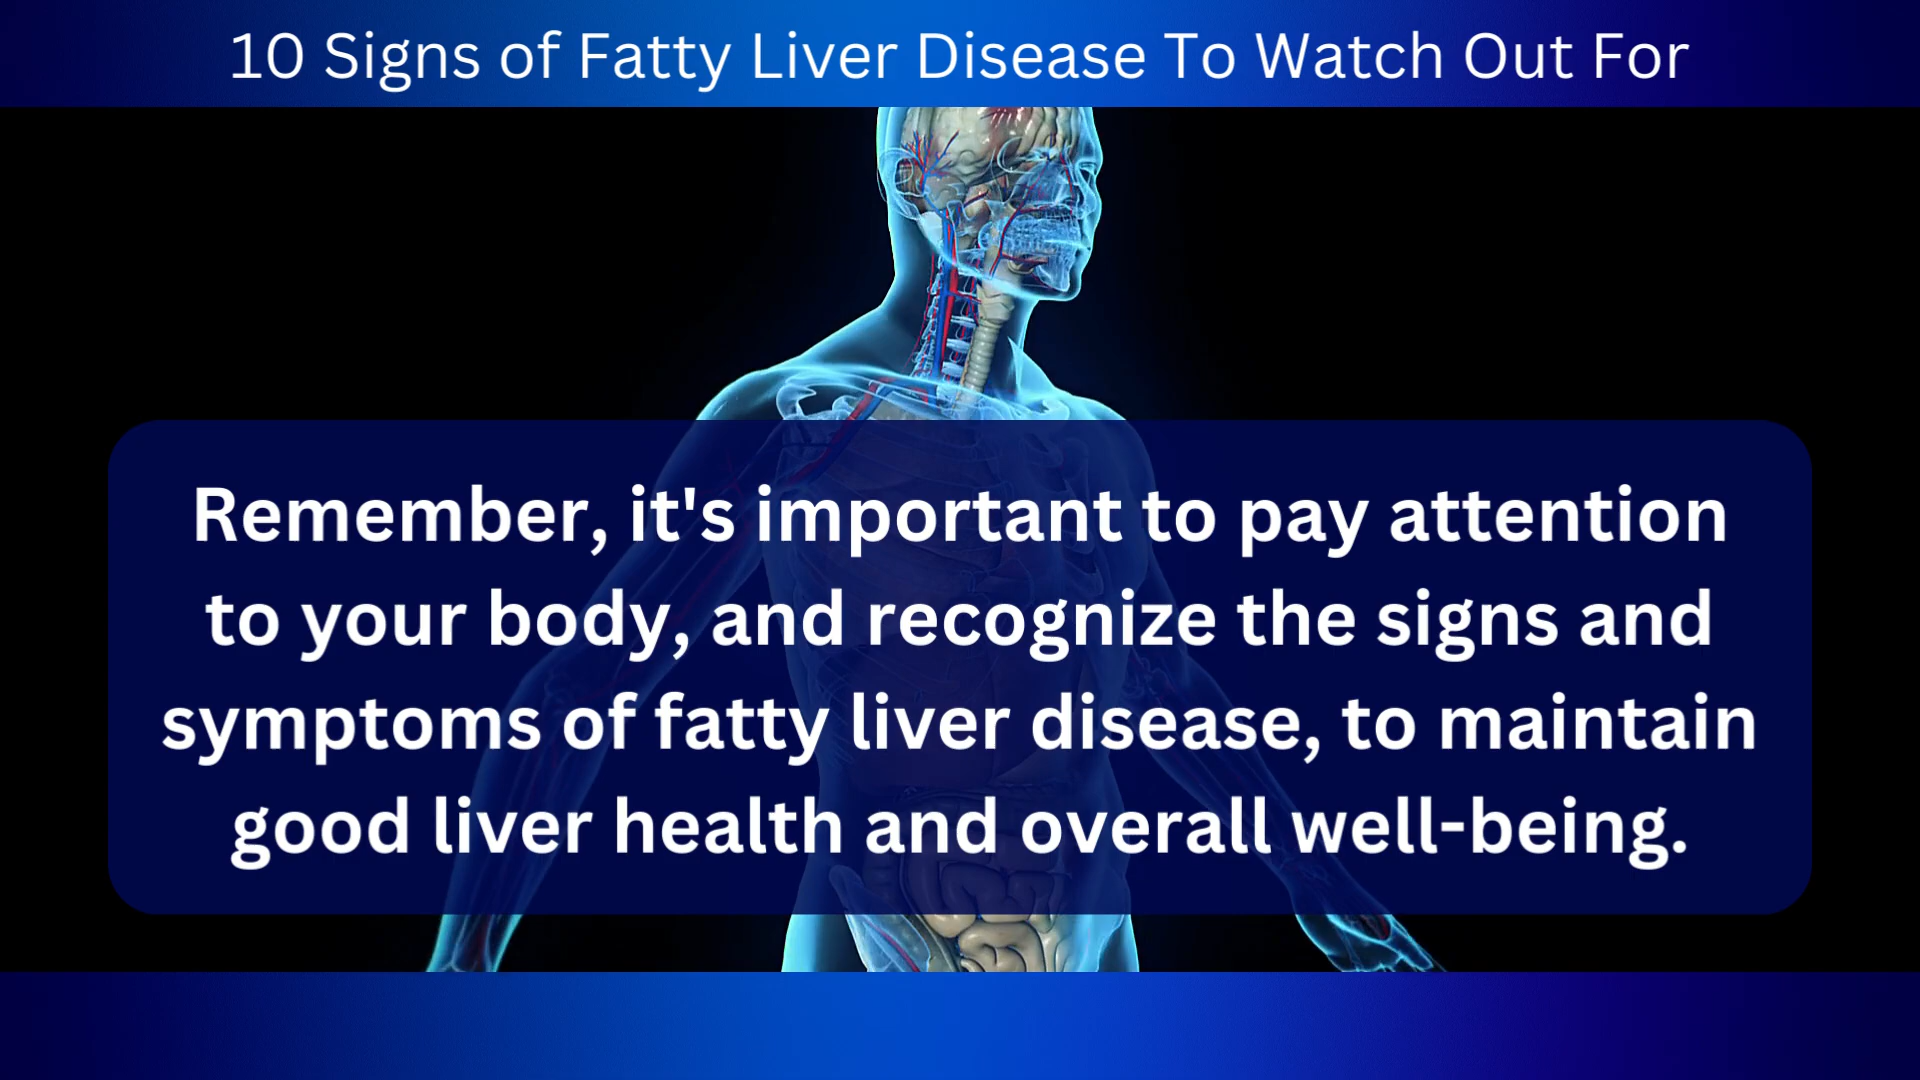 10 Signs of Fatty Liver Disease To Watch Out For
Remember, it's important to pay attention
to your body, and recognize the signs and
symptoms of fatty liver disease, to maintain
good liver health and overall well-being.